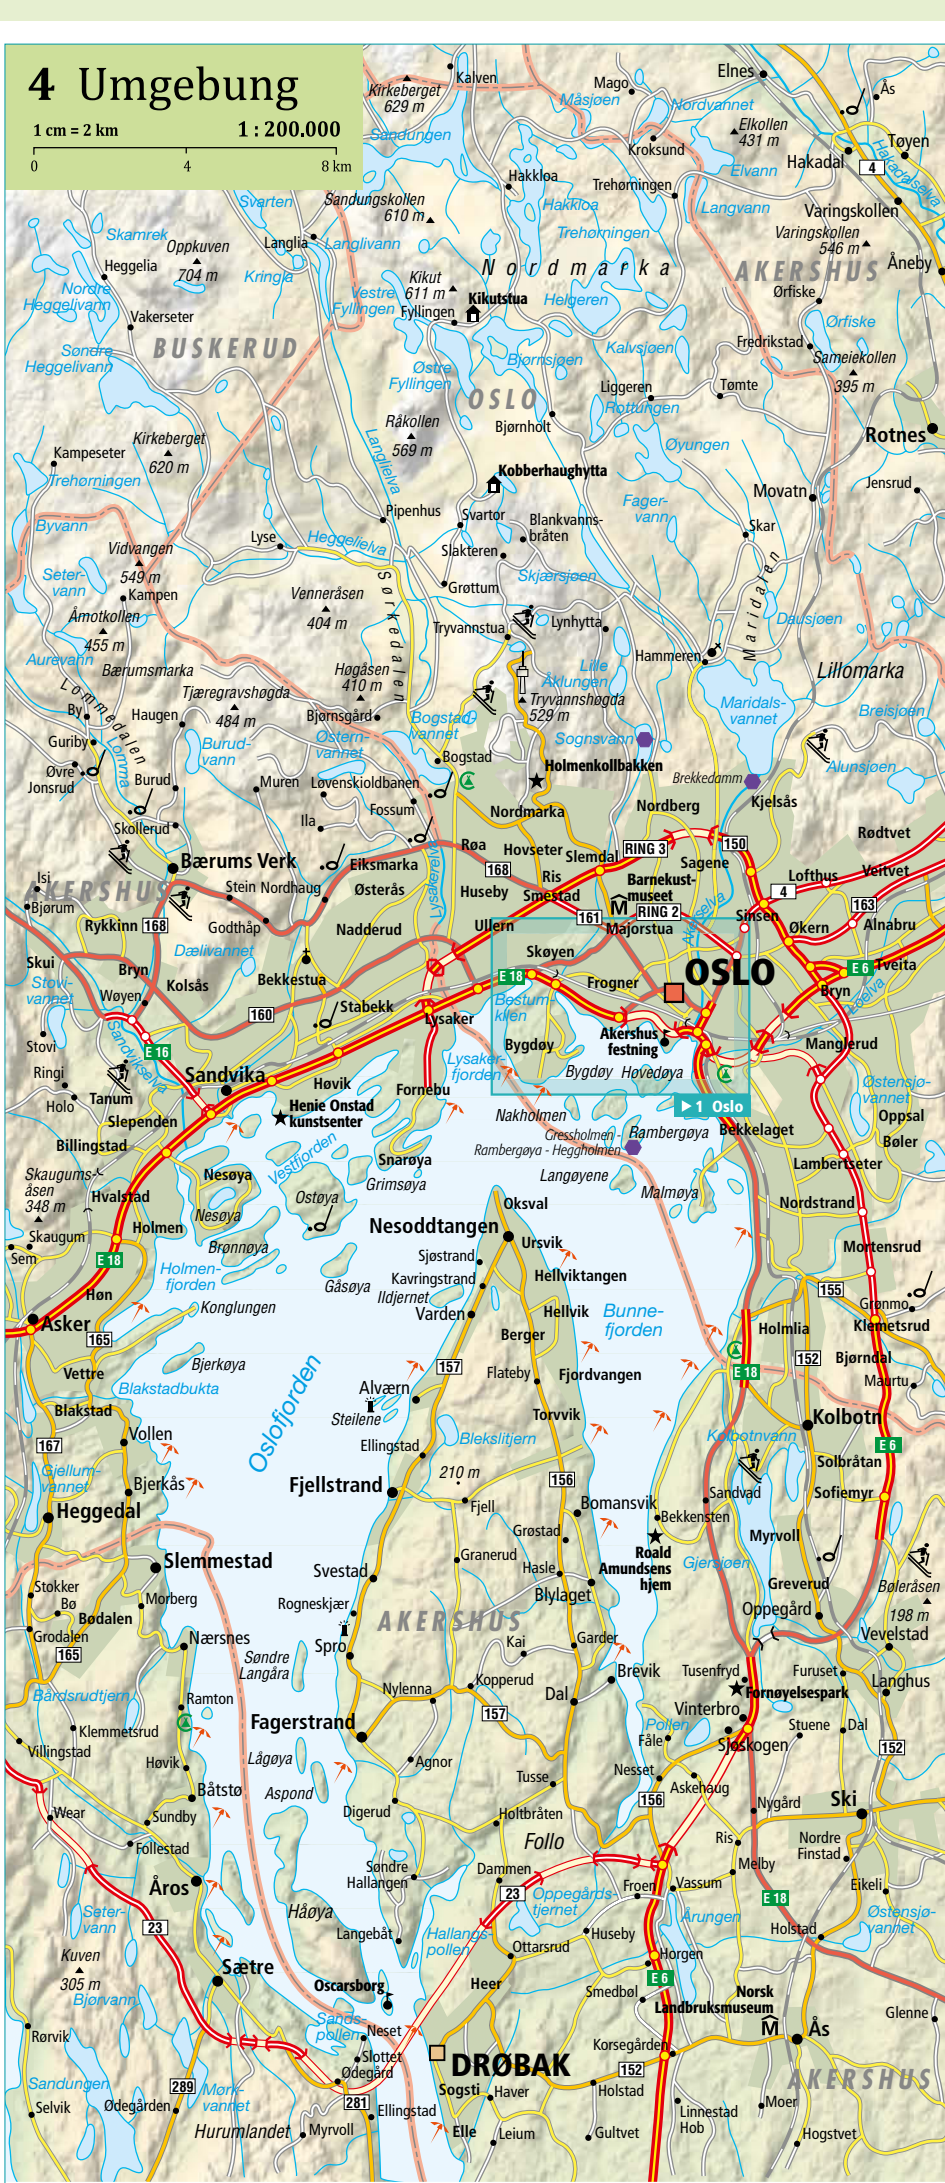 4 Umgebung
1 cm = 2 km
1 : 200.000
0
4
8 km
Kirkeberget
629 m
Kalven
Sandungen
Mago
Måsjøen
Elnes
Nordvannet
Ås
Elkollen
431 m
Kroksund
Tøyen
Hakadal
4
Hakadalselva
Elvann
Hakkloa
Trehørningen
Svarten
Sandungskollen
610 m
Hakkloa
Langvann
Varingskollen
Varingskollen
546 m
Skamrek
Oppkuven
704 m
Langlia
Langlivann
Trehørningen
Heggelia
Kringla
Nordmarka
AKERSHUS
Åneby
Nordre
Heggelivann
Kikut
611 m
Vestre
Fyllingen
Fyllingen
Kikutstua
Helgeren
Ørfiske
Vakerseter
Ørfiske
BUSKERUD
Søndre
Heggelivann
Bjørnsjøen
Kalvsjøen
Fredrikstad
Sameiekollen
395 m
Østre
Fyllingen
OSLO
Liggeren
Tømte
Rottungen
Råkollen
569 m
Bjørnholt
Rotnes
Kirkeberget
620 m
Kampeseter
Langlielva
Øyungen
Trehørningen
Kobberhaughytta
Jensrud
Movatn
Fager-
vann
Byvann
Pipenhus
Svartor
Blankvanns-
bråten
Skar
Lyse
Heggelielva
Vidvangen
549 m
Slakteren
Seter-
vann
Kampen
Skjærsjøen
Maridalen
Grøttum
Venneråsen
404 m
Sørkedalen
Åmotkollen
455 m
Dausjøen
Tryvannstua
Lynhytta
Aurevann
Bærumsmarka
Hammeren
Lillomarka
Høgåsen
410 m
Lille
Åklungen
Lommedalen
Tjæregravshøgda
484 m
Tryvannshøgda
529 m
Maridals-
vannet
By
Haugen
Bjørnsgård
Bogstad-
vannet
Breisjøen
Guriby
Burud-
vann
Østern-
vannet
Sognsvann
Lomma
Bogstad
Alunsjøen
Øvre
Jonsrud
Burud
Muren
Løvenskioldbanen
Holmenkollbakken
Brekkedamm
Fossum
Nordmarka
Nordberg
Kjelsås
Skollerud
Ila
Rødtvet
RING 3
150
Bærums Verk
Eiksmarka
Røa
Hovseter
Slemdal
Sagene
168
Lofthus
Veitvet
AKERSHUS
Isi
Bjørum
Stein
Nordhaug
Østerås
Lysakerelva
Huseby
Ris
Smestad
Barnekust-
museet
4
163
RING 2
Rykkinn
168
Godthåp
Nadderud
Ullern
161
Majorstua
Akerselva
Sinsen
Alnabru
Økern
Skui
Dælivannet
Skøyen
OSLO
E 6
Tveita
Bryn
Bekkestua
E 18
Frogner
Stovi-
vannet
Kolsås
Bryn
Wøyen
Bestum-
kilen
160
Stabekk
Lysaker
Akershus
festning
Manglerud
Stovi
Sandvikselva
E 16
Lysaker-
fjorden
Bygdøy
Ringi
Sandvika
Bygdøy
Hovedøya
Østensjø-
vannet
Holo
Tanum
Høvik
Fornebu
Henie Onstad
kunstsenter
1 Oslo
Slependen
Nakholmen
Oppsal
Bekkelaget
Billingstad
Vestfjorden
Snarøya
Gressholmen -
Rambergøya - Heggholmen
Rambergøya
Bøler
Skaugums-
åsen
348 m
Nesøya
Grimsøya
Langøyene
Lambertseter
Hvalstad
Ostøya
Malmøya
Nesøya
Oksval
Nordstrand
Skaugum
Holmen
Nesoddtangen
Sem
Brønnøya
Ursvik
Mortensrud
E 18
Sjøstrand
Holmen-
fjorden
Gåsøya
Kavringstrand
Hellviktangen
Høn
Ildjernet
155
Konglungen
Varden
Hellvik
Bunne-
fjorden
Grønmo
Asker
165
Berger
Holmlia
Klemetsrud
Bjerkøya
157
152
Bjørndal
Vettre
Flateby
Fjordvangen
E 18
Blakstadbukta
Alværn
Maurtu
Blakstad
Oslofjorden
Steilene
Torvvik
Kolbotn
Vollen
Blekslitjern
Kolbotnvann
E 6
167
Ellingstad
Gjellum-
vannet
Solbråtan
Bjerkås
Fjellstrand
210 m
156
Sandvad
Sofiemyr
Heggedal
Fjell
Bomansvik
Bekkensten
Grøstad
Myrvoll
Slemmestad
Granerud
Roald
Amundsens
hjem
Gjersjøen
Svestad
Hasle
Stokker
Bø
Morberg
Rogneskjær
Blylaget
Greverud
Bøleråsen
198 m
Bødalen
AKERSHUS
Oppegård
Grodalen
Nærsnes
Spro
Kai
Garder
Vevelstad
165
Søndre
Langåra
Brevik
Tusenfryd
Furuset
Bårdsrudtjern
Ramton
Nylenna
Kopperud
Dal
Fornøyelsespark
Langhus
157
Vinterbro
Klemmetsrud
Fagerstrand
Pollen
Stuene
Dal
Villingstad
Fåle
Sjøskogen
152
Høvik
Lågøya
Agnor
Båtstø
Aspond
Tusse
Nesset
Askehaug
156
Nygård
Ski
Wear
Sundby
Digerud
Holtbråten
Follestad
Follo
Ris
Nordre
Finstad
Åros
Søndre
Hallangen
Dammen
Melby
Froen
Vassum
23
Oppegårds-
tjernet
E 18
Eikeli
Seter-
vann
23
Håøya
Årungen
Østensjø-
vannet
Langebåt
Hallangs-
pollen
Huseby
Holstad
Kuven
305 m
Ottarsrud
Horgen
Sætre
Oscarsborg
Heer
E 6
Bjørvann
Smedbøl
Norsk
Landbruksmuseum
Glenne
Rørvik
Sands-
pollen
Neset
Ås
Slottet
Korsegården
Ødegård
DRØBAK
152
Sandungen
289
Mørk-
vannet
Sogsti
Haver
Holstad
AKERSHUS
Selvik
Ødegården
281
Ellingstad
Linnestad
Hob
Moer
Hurumlandet
Myrvoll
Elle
Leium
Gultvet
Hogstvet